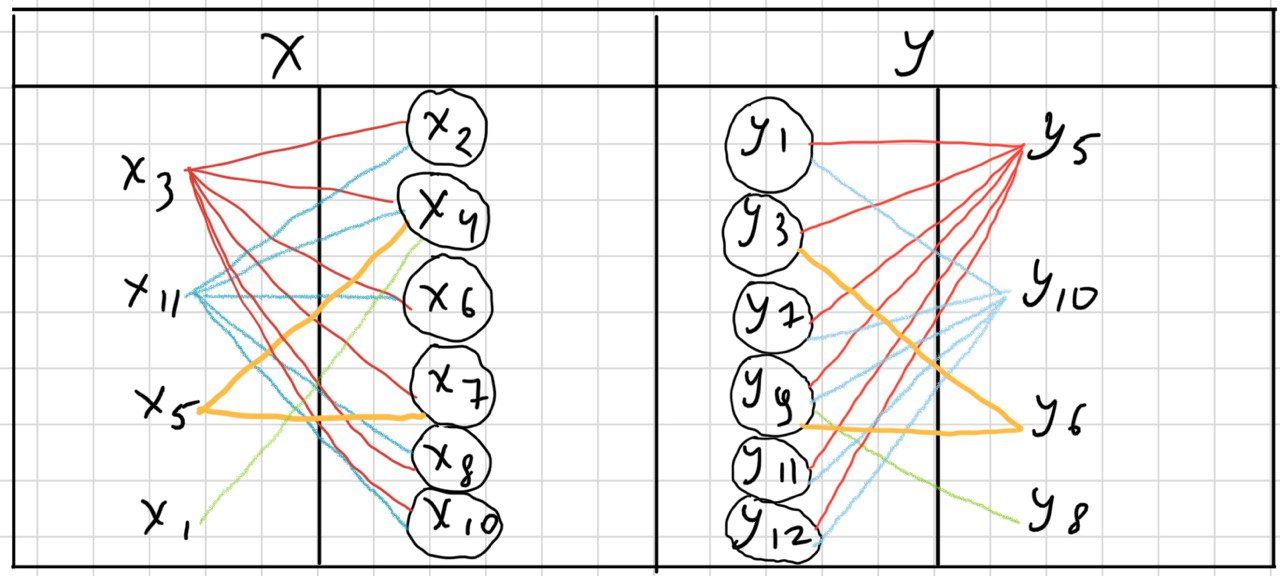 X y
x3 x2 y1 y5
x4 y3
x11 x6 y7 y10
x5 x7 y9 y6
x8 y11
x1 x10 y12 y8